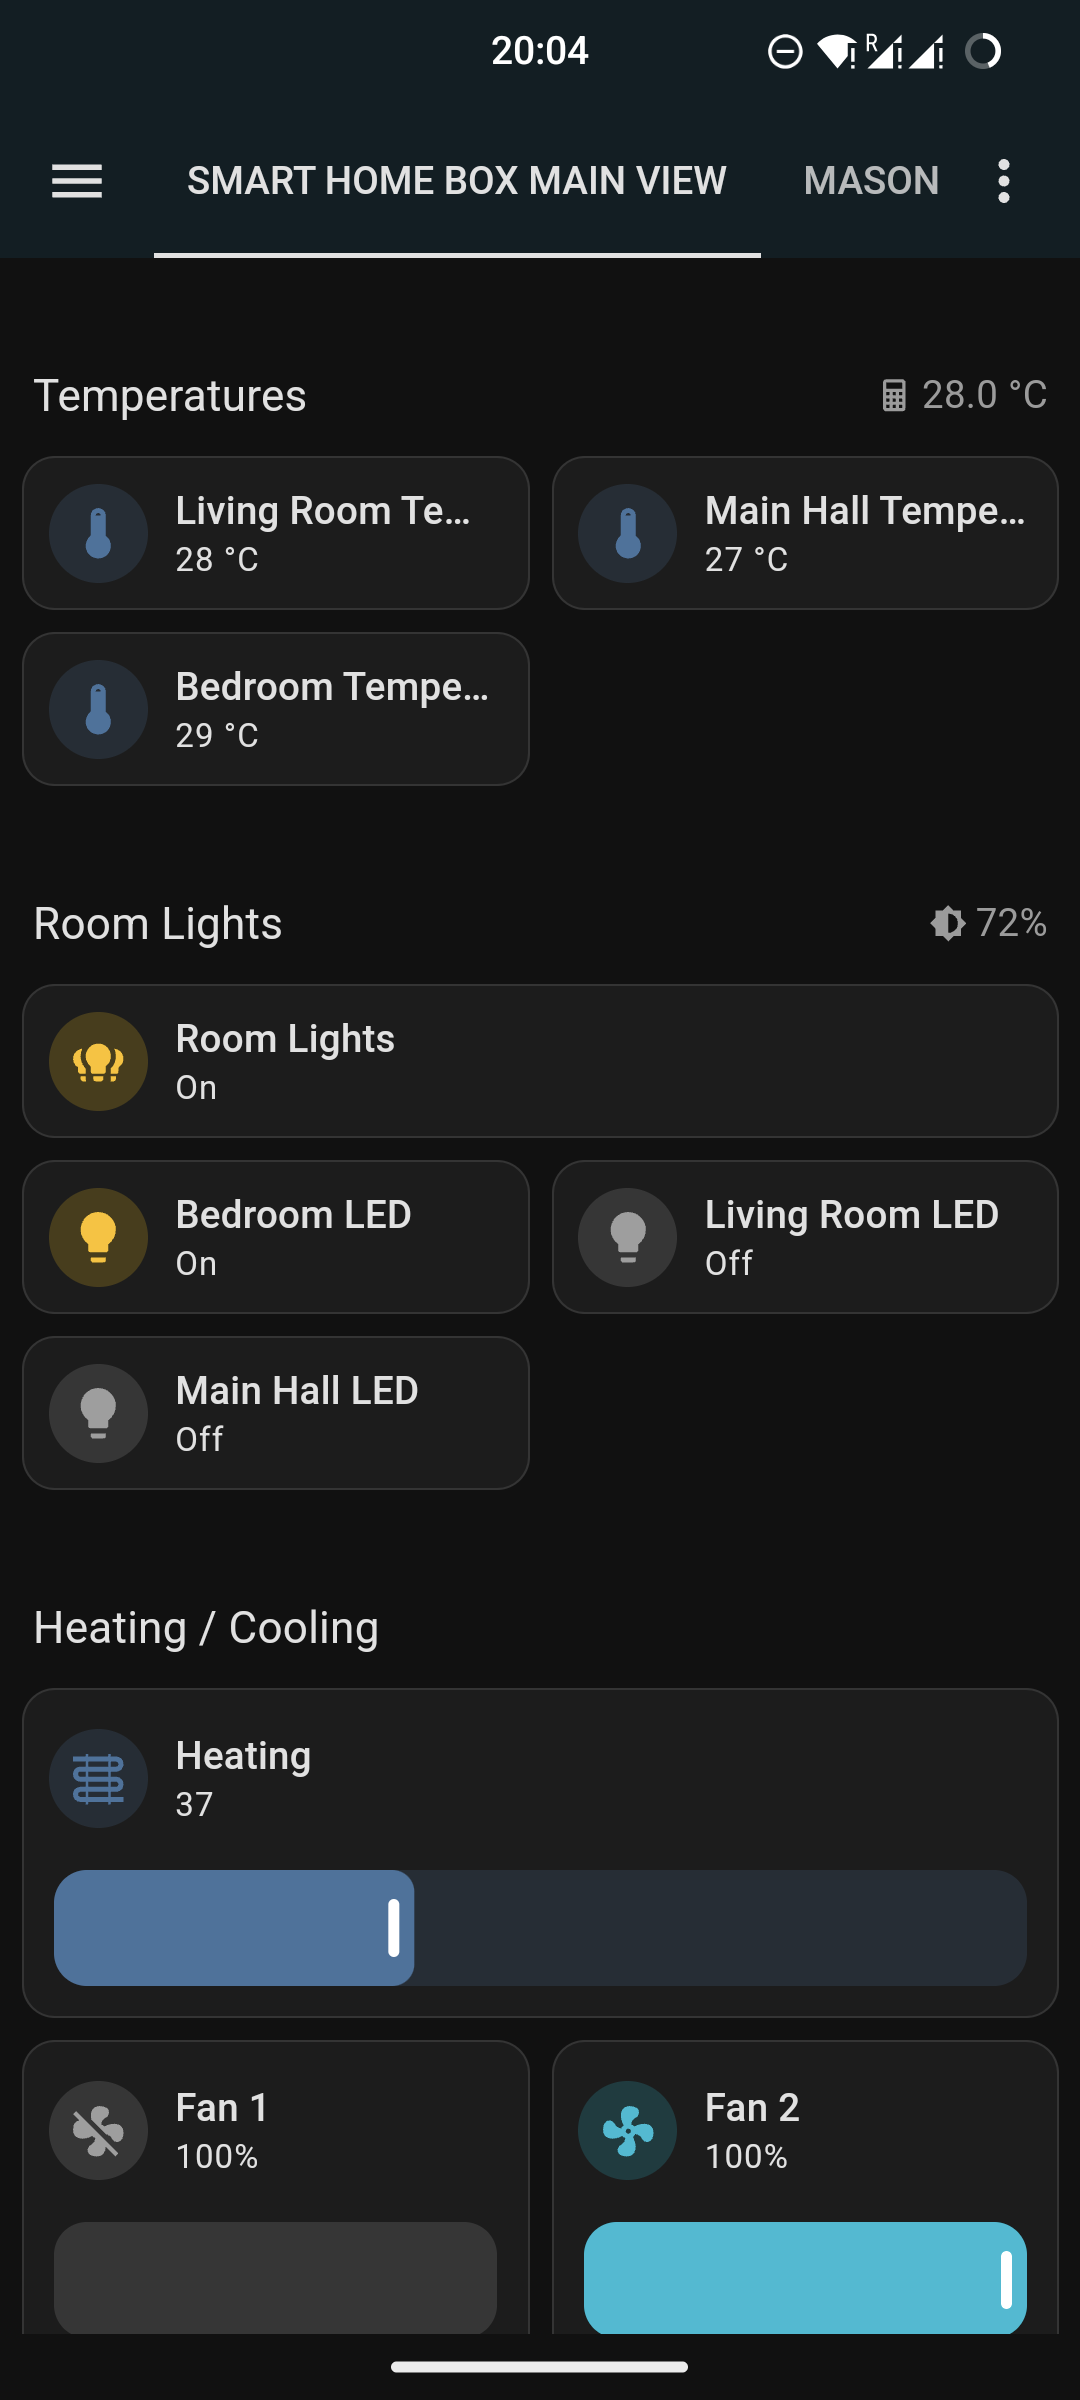 20:04
R
SMART HOME BOX MAIN VIEW MASON
Temperatures 28.0 °C
Living Room Te…
28 °C
Main Hall Tempe…
27 °C
Bedroom Tempe…
29 °C
Room Lights 72%
Room Lights
On
Bedroom LED
On
Living Room LED
Off
Main Hall LED
Off
Heating / Cooling
Heating
37
Fan 1
100%
Fan 2
100%